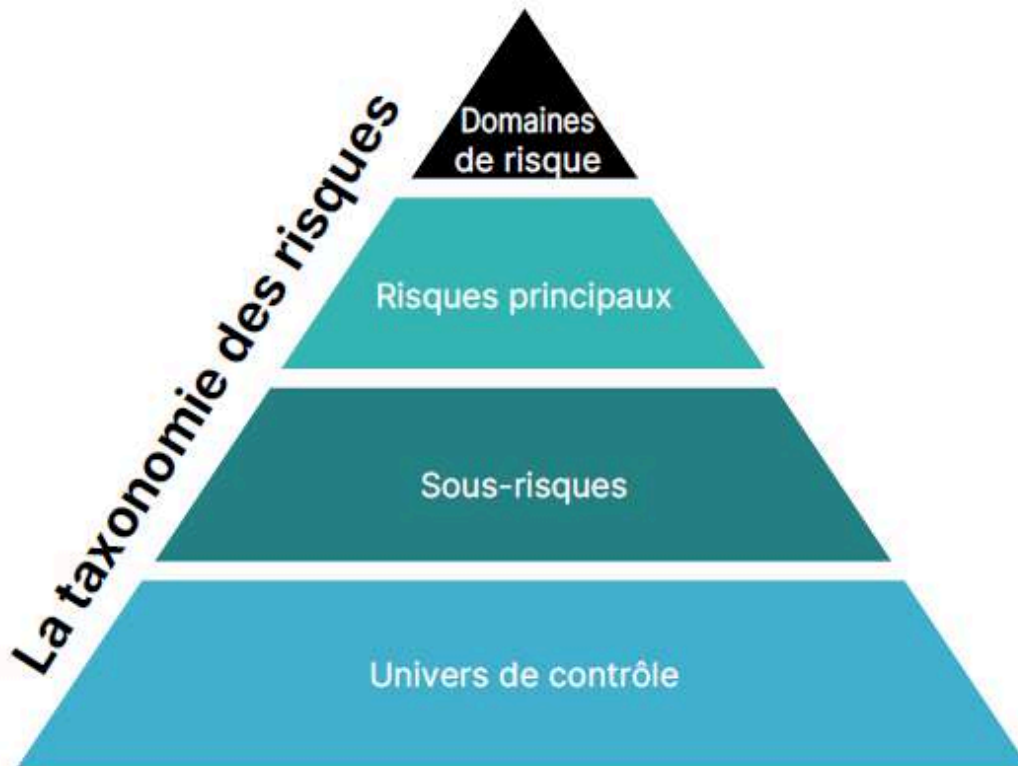 La taxonomie des risques
Domaines
de risque
Risques principaux
Sous-risques
Univers de contrôle